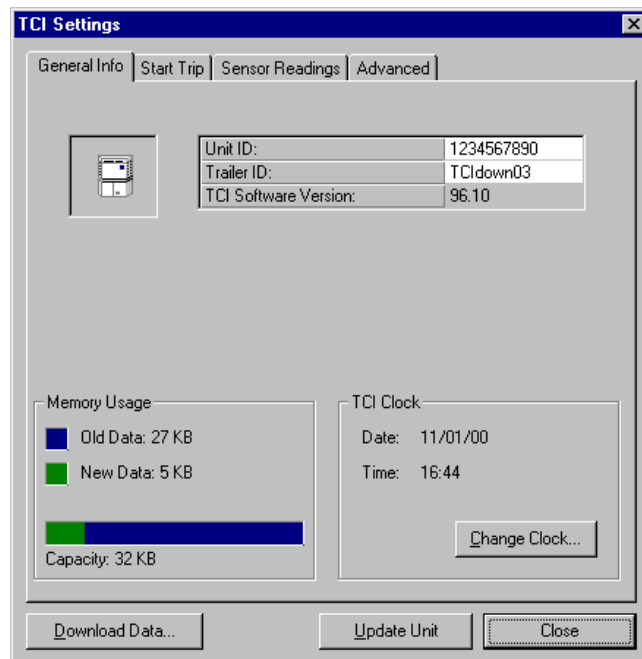 TCI Settings
General Info Start Trip Sensor Readings Advanced
Unit ID: 1234567890
Trailer ID: TCIdown03
TCI Software Version: 96.10
Memory Usage
Old Data: 27 KB
New Data: 5 KB
Capacity: 32 KB
TCI Clock
Date: 11/01/00
Time: 16:44
Change Clock...
Download Data... Update Unit Close